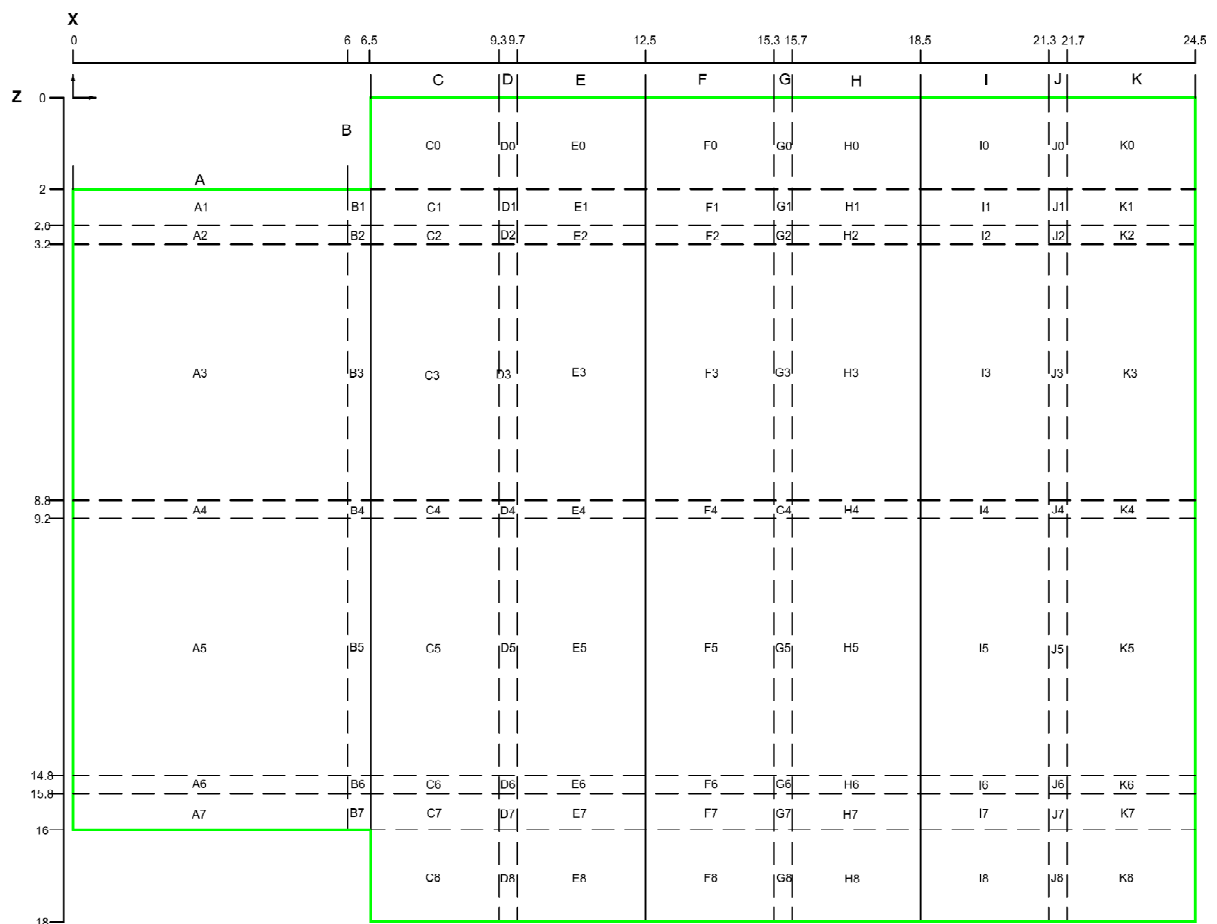 X
0 6 6.5 9.3 9.7 12.5 15.3 15.7 18.5 21.3 21.7 24.5
C D E F G H I J K
Z 0
B
C0 D0 E0 F0 G0 H0 I0 J0 K0
A
2
A1 B1 C1 D1 E1 F1 G1 H1 I1 J1 K1
2.8
A2 B2 C2 D2 E2 F2 G2 H2 I2 J2 K2
3.2
A3 B3 C3 D3 E3 F3 G3 H3 I3 J3 K3
8.8
A4 B4 C4 D4 E4 F4 C4 H4 I4 J4 K4
9.2
A5 B5 C5 D5 E5 F5 G5 H5 I5 J5 K5
14.8
A6 B6 C6 D6 E6 F6 G6 H6 I6 J6 K6
15.8
A7 B7 C7 D7 E7 F7 G7 H7 I7 J7 K7
16
C8 D8 E8 F8 G8 H8 I8 J8 K8
18